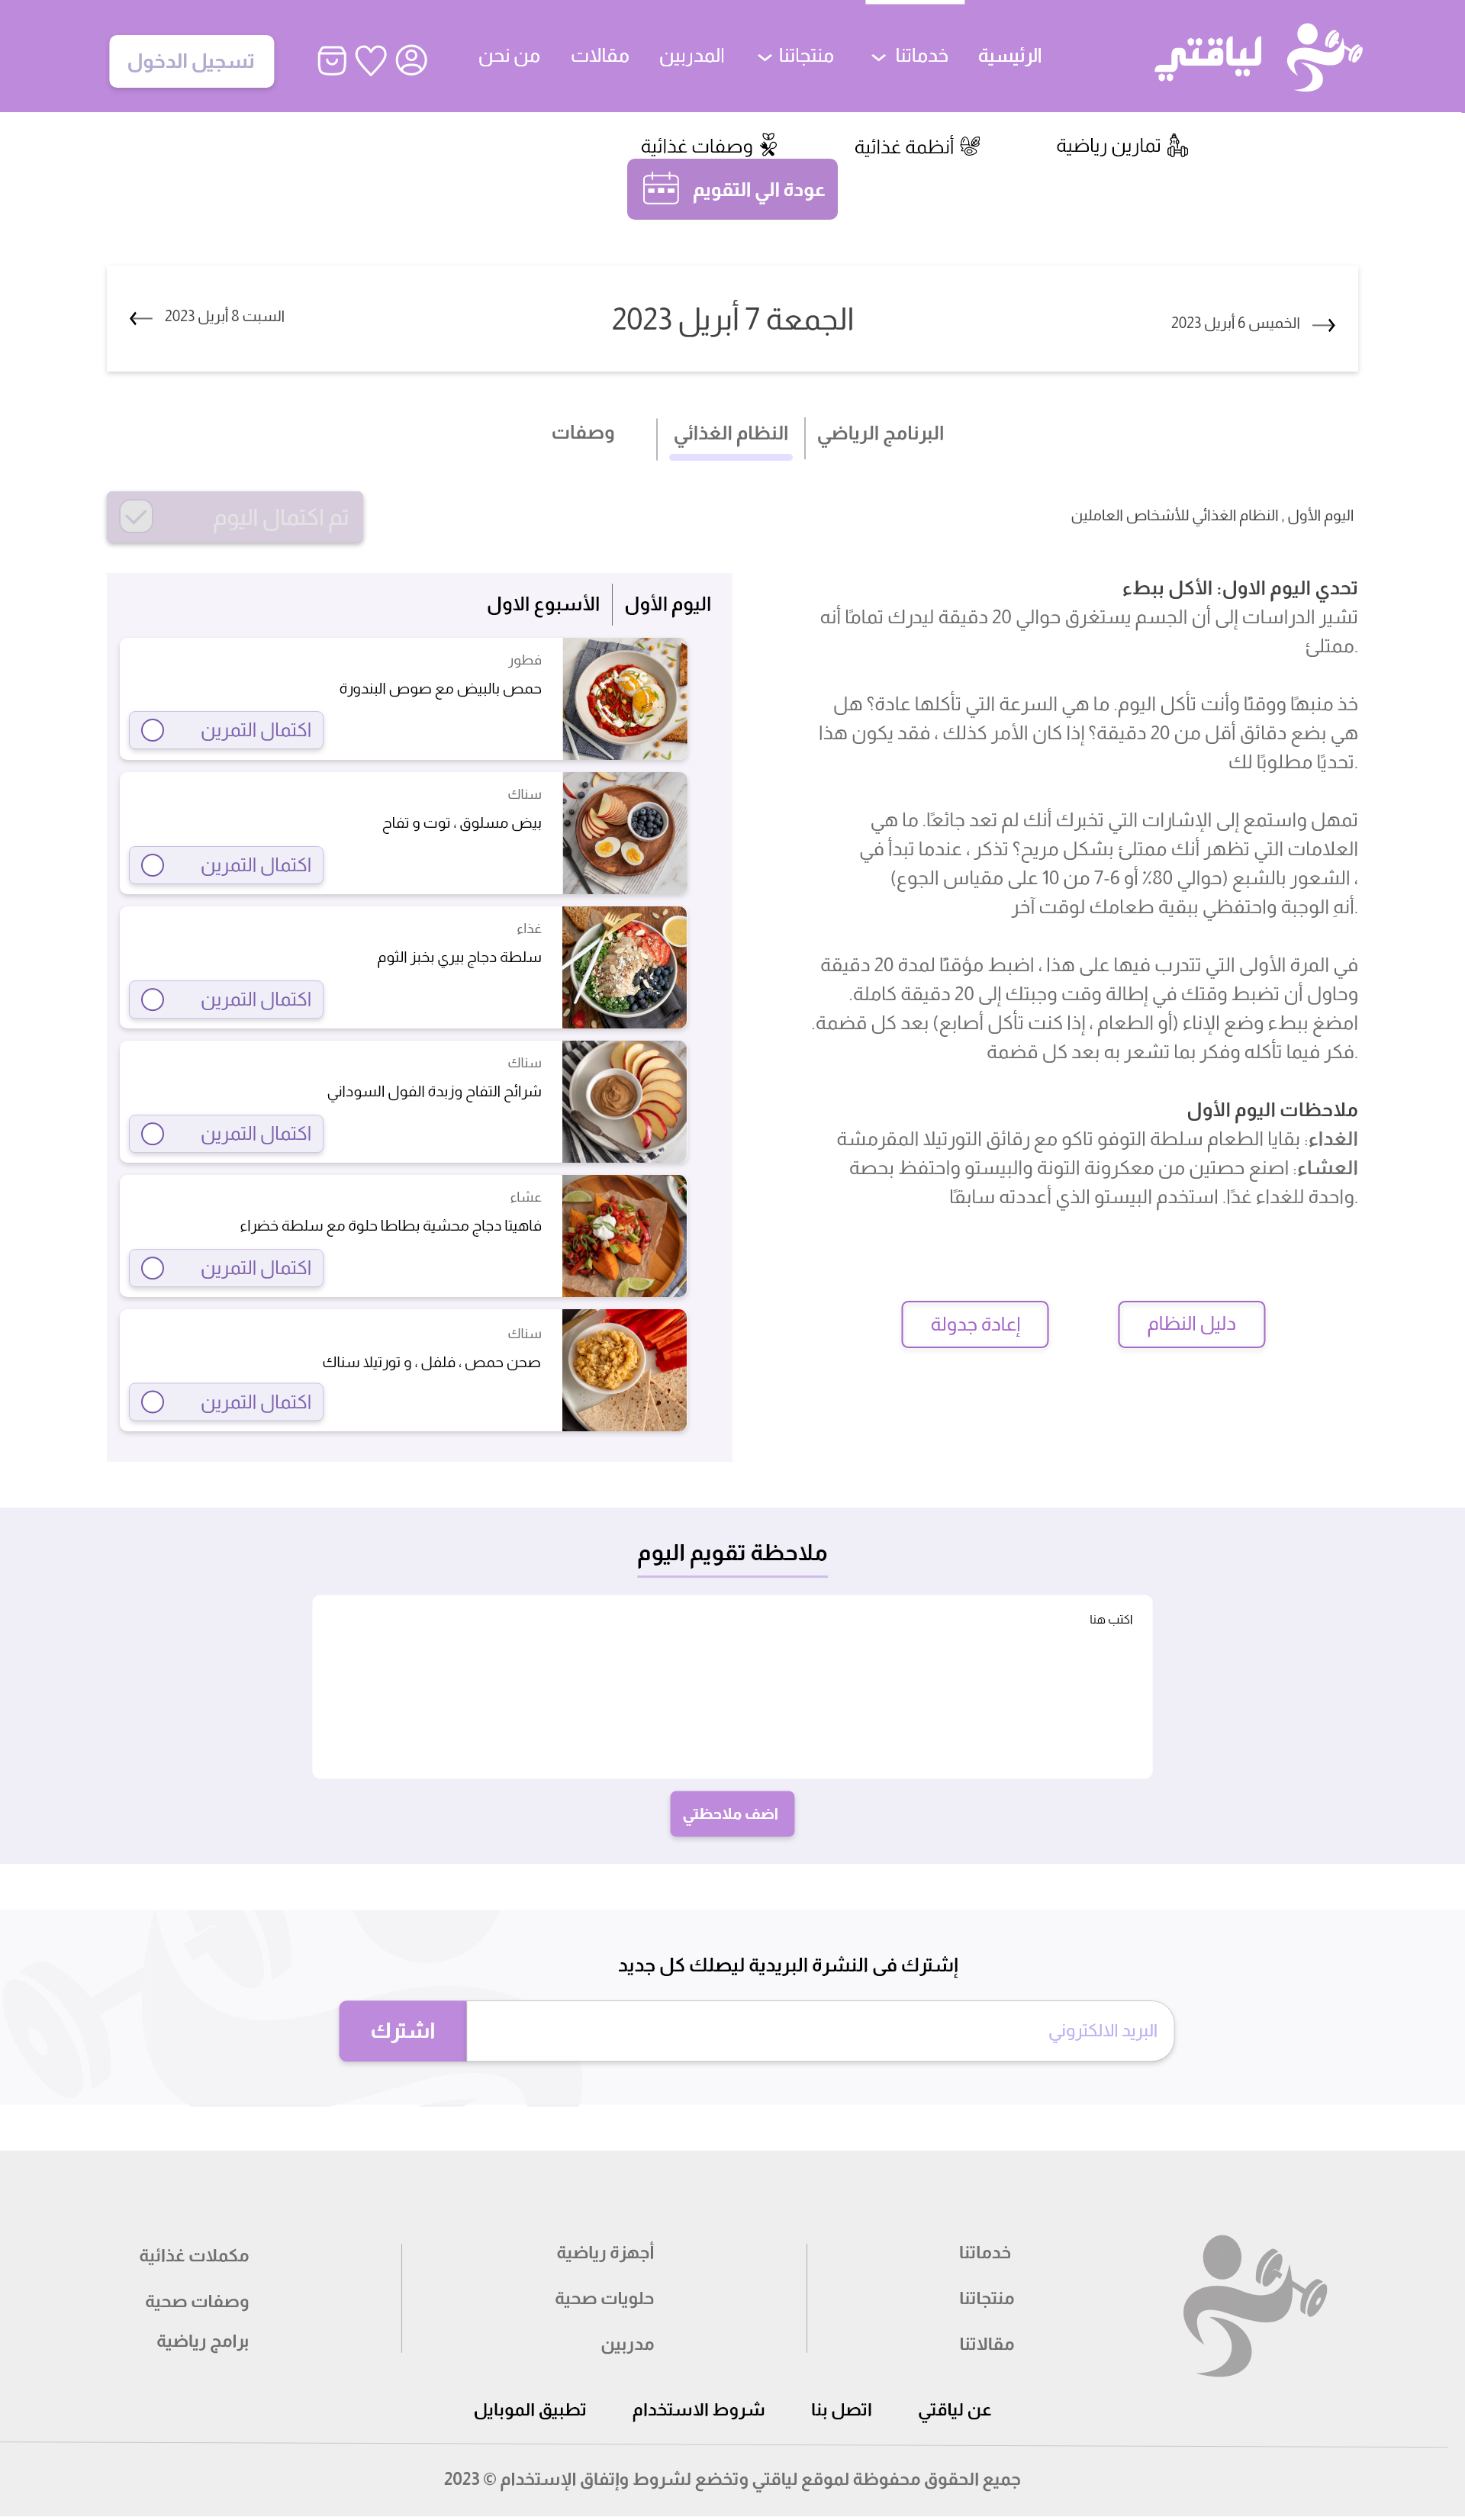 لياقتي
الرئيسية
خدماتنا
منتجاتنا
المدربين
مقالات
من نحن
تسجيل الدخول
تمارين رياضية
أنظمة غذائية
وصفات غذائية
عودة الي التقويم
الخميس 6 أبريل 2023
الجمعة 7 أبريل 2023
السبت 8 أبريل 2023
البرنامج الرياضي
النظام الغذائي
وصفات
اليوم الأول , النظام الغذائي للأشخاص العاملين
تم اكتمال اليوم
تحدي اليوم الاول: الأكل ببطء
تشير الدراسات إلى أن الجسم يستغرق حوالي 20 دقيقة ليدرك تمامًا أنه
ممتلئ.
خذ منبهًا ووقتًا وأنت تأكل اليوم. ما هي السرعة التي تأكلها عادة؟ هل
هي بضع دقائق أقل من 20 دقيقة؟ إذا كان الأمر كذلك ، فقد يكون هذا
تحديًا مطلوبًا لك.
تمهل واستمع إلى الإشارات التي تخبرك أنك لم تعد جائعًا. ما هي
العلامات التي تظهر أنك ممتلئ بشكل مريح؟ تذكر ، عندما تبدأ في
الشعور بالشبع (حوالي 80٪ أو 6-7 من 10 على مقياس الجوع) ،
أنهِ الوجبة واحتفظي ببقية طعامك لوقت آخر.
في المرة الأولى التي تتدرب فيها على هذا ، اضبط مؤقتًا لمدة 20 دقيقة
وحاول أن تضبط وقتك في إطالة وقت وجبتك إلى 20 دقيقة كاملة.
امضغ ببطء وضع الإناء (أو الطعام ، إذا كنت تأكل أصابع) بعد كل قضمة.
فكر فيما تأكله وفكر بما تشعر به بعد كل قضمة.
ملاحظات اليوم الأول
الغداء: بقايا الطعام سلطة التوفو تاكو مع رقائق التورتيلا المقرمشة
العشاء: اصنع حصتين من معكرونة التونة والبيستو واحتفظ بحصة
واحدة للغداء غدًا. استخدم البيستو الذي أعددته سابقًا.
دليل النظام
إعادة جدولة
اليوم الأول
الأسبوع الاول
فطور
حمص بالبيض مع صوص البندورة
اكتمال التمرين
سناك
بيض مسلوق ، توت و تفاح
اكتمال التمرين
غذاء
سلطة دجاج بيري بخبز الثوم
اكتمال التمرين
سناك
شرائح التفاح وزبدة الفول السوداني
اكتمال التمرين
عشاء
فاهيتا دجاج محشية بطاطا حلوة مع سلطة خضراء
اكتمال التمرين
سناك
صحن حمص ، فلفل ، و تورتيلا سناك
اكتمال التمرين
ملاحظة تقويم اليوم
اكتب هنا
اضف ملاحظتي
إشترك فى النشرة البريدية ليصلك كل جديد
البريد الالكتروني
اشترك
خدماتنا
منتجاتنا
مقالاتنا
أجهزة رياضية
حلويات صحية
مدربين
مكملات غذائية
وصفات صحية
برامج رياضية
عن لياقتي
اتصل بنا
شروط الاستخدام
تطبيق الموبايل
جميع الحقوق محفوظة لموقع لياقتي وتخضع لشروط وإتفاق الإستخدام © 2023